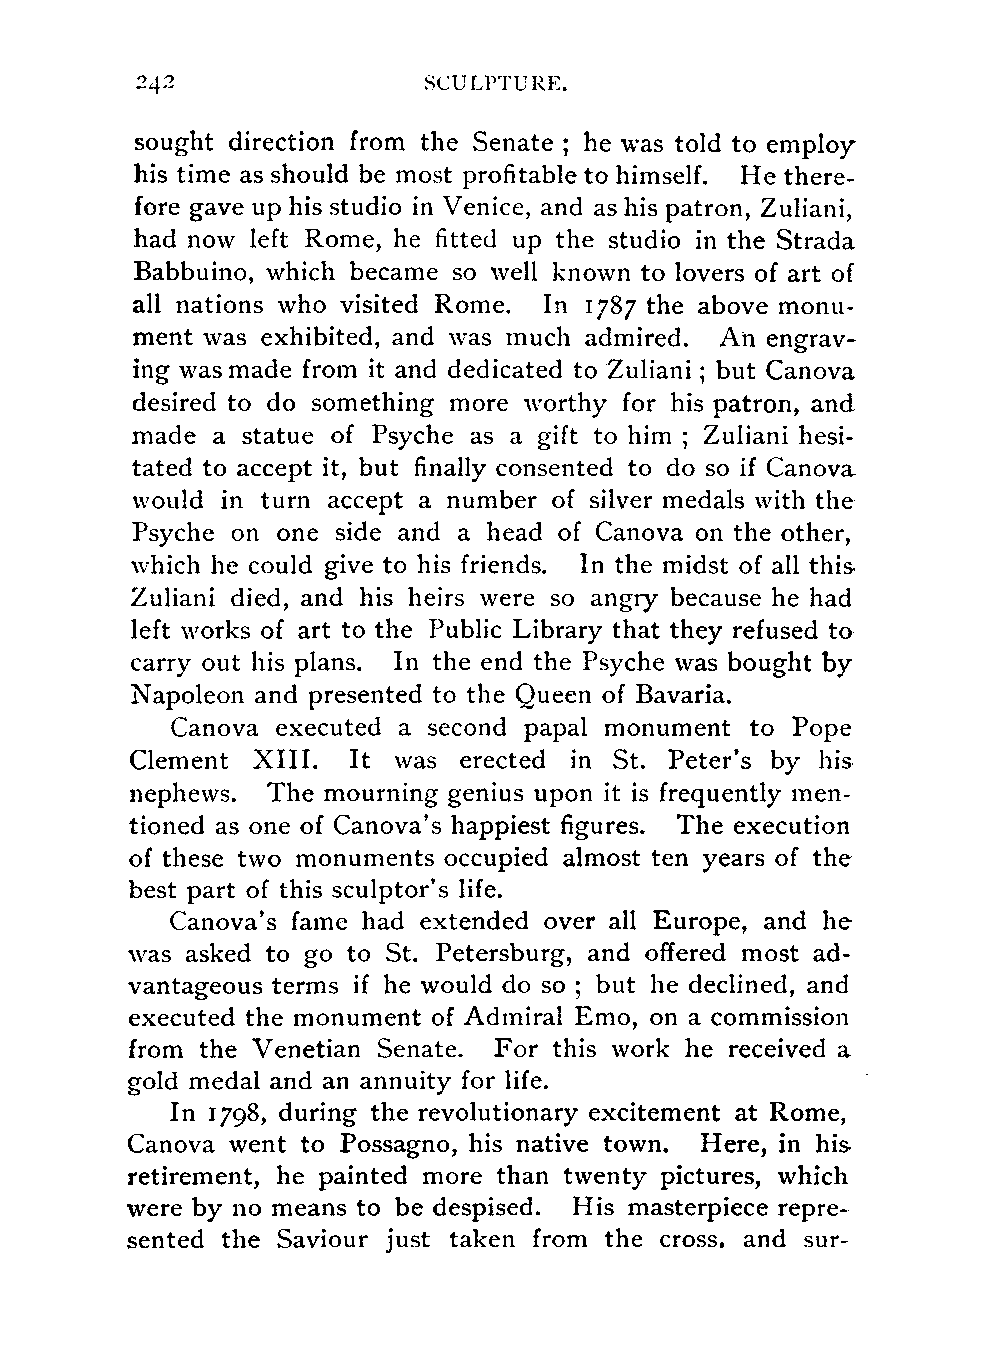 242 SCULPTURE.
sought direction from the Senate ; he was told to employ
his time as should be most profitable to himself. He there-
fore gave up his studio in Venice, and as his patron, Zuliani,
had now left Rome, he fitted up the studio in the Strada
Babbuino, which became so well known to lovers of art of
all nations who visited Rome. In 1787 the above monu-
ment was exhibited, and was much admired. An engrav-
ing was made from it and dedicated to Zuliani ; but Canova
desired to do something more worthy for his patron, and
made a statue of Psyche as a gift to him ; Zuliani hesi-
tated to accept it, but finally consented to do so if Canova
would in turn accept a number of silver medals with the
Psyche on one side and a head of Canova on the other,
which he could give to his friends. In the midst of all this
Zuliani died, and his heirs were so angry because he had
left works of art to the Public Library that they refused to
carry out his plans. In the end the Psyche was bought by
Napoleon and presented to the Queen of Bavaria.
Canova executed a second papal monument to Pope
Clement XIII. It was erected in St. Peter's by his
nephews. The mourning genius upon it is frequently men-
tioned as one of Canova's happiest figures. The execution
of these two monuments occupied almost ten years of the
best part of this sculptor's life.
Canova's fame had extended over all Europe, and he
was asked to go to St. Petersburg, and offered most ad-
vantageous terms if he would do so ; but he declined, and
executed the monument of Admiral Emo, on a commission
from the Venetian Senate. For this work he received a
gold medal and an annuity for life.
In 1798, during the revolutionary excitement at Rome,
Canova went to Possagno, his native town. Here, in his
retirement, he painted more than twenty pictures, which
were by no means to be despised. His masterpiece repre-
sented the Saviour just taken from the cross, and sur-